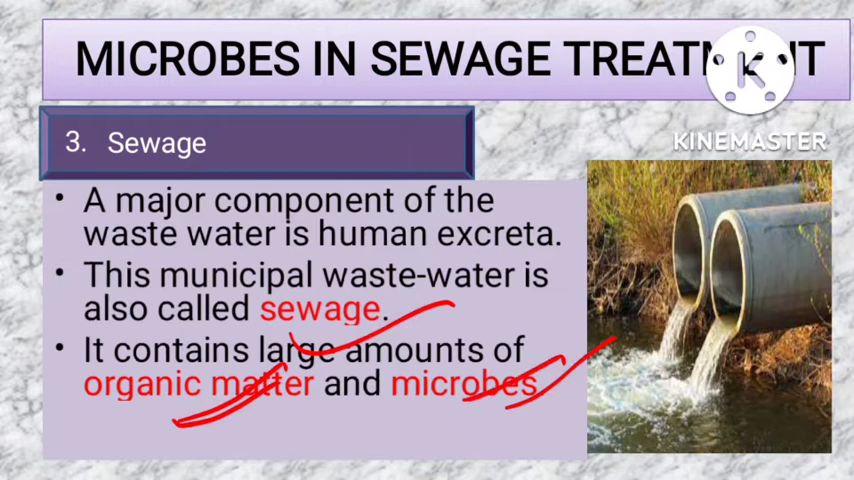 MICROBES IN SEWAGE TREATMENT
KINEMASTER
3. Sewage
• A major component of the
waste water is human excreta.
• This municipal waste-water is
also called sewage.
• It contains large amounts of
organic matter and microbes.